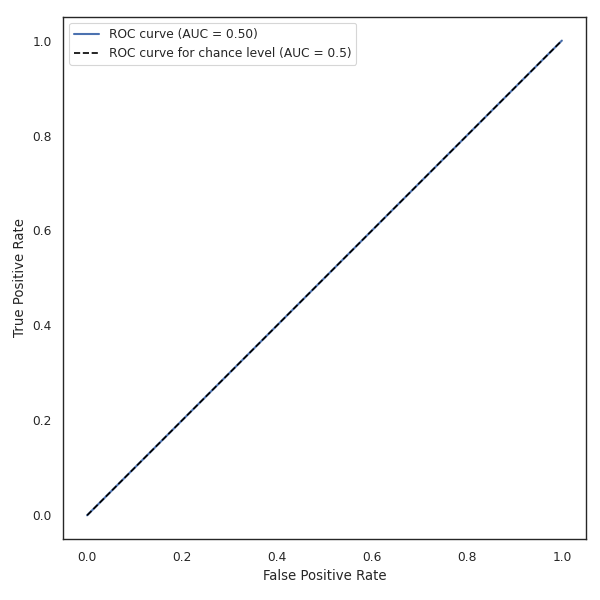 ROC curve (AUC = 0.50)
ROC curve for chance level (AUC = 0.5)
1.0
0.8
0.6
0.4
0.2
0.0
True Positive Rate
0.0 0.2 0.4 0.6 0.8 1.0
False Positive Rate